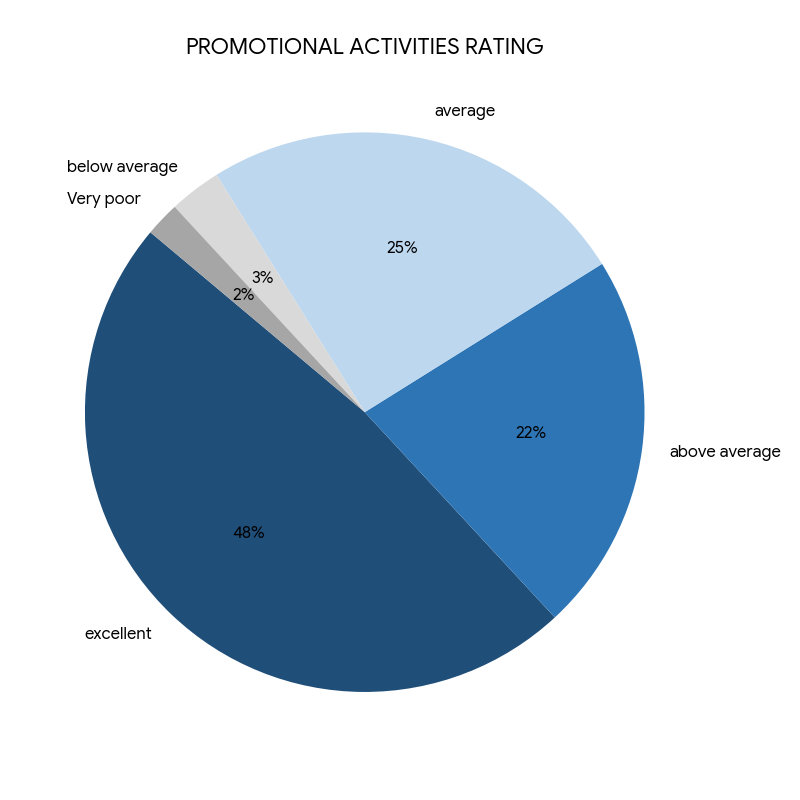 PROMOTIONAL ACTIVITIES RATING
average
below average
Very poor
25%
3%
2%
22%
above average
48%
excellent